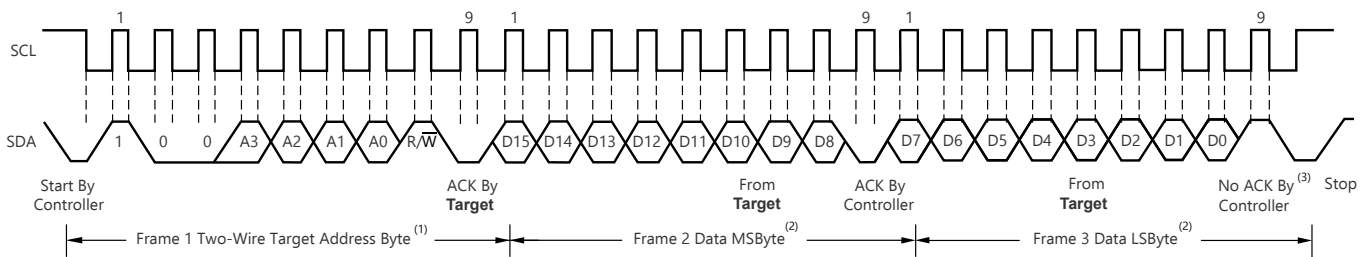 1 9 1 9 1 9
SCL
SDA 1 0 0 A3 A2 A1 A0 R/W̅ D15 D14 D13 D12 D11 D10 D9 D8 D7 D6 D5 D4 D3 D2 D1 D0
Start By
Controller
ACK By
Target
From
Target
ACK By
Controller
From
Target
No ACK By (3)
Controller
Stop
Frame 1 Two-Wire Target Address Byte (1)
Frame 2 Data MSByte (2)
Frame 3 Data LSByte (2)